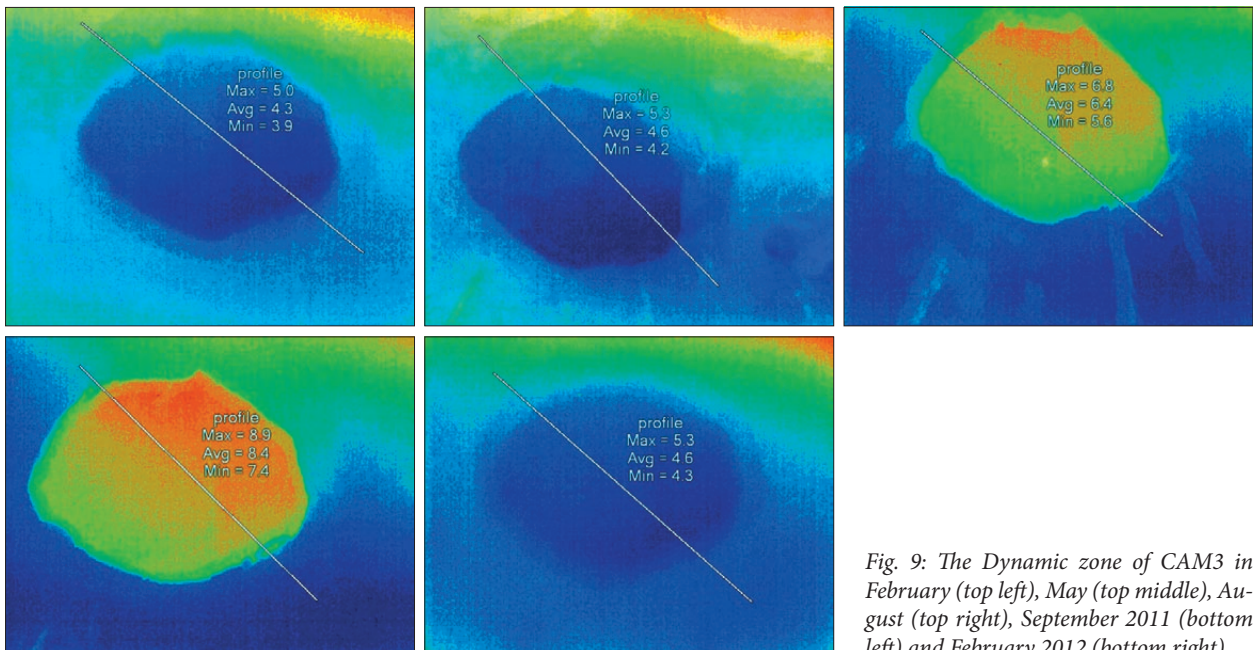 profile
Max = 5.0
Avg = 4.3
Min = 3.9
profile
Max = 5.3
Avg = 4.6
Min = 4.2
profile
Max = 6.8
Avg = 6.4
Min = 5.6
profile
Max = 8.9
Avg = 8.4
Min = 7.4
profile
Max = 5.3
Avg = 4.6
Min = 4.3
Fig. 9: The Dynamic zone of CAM3 in
February (top left), May (top middle), Au-
gust (top right), September 2011 (bottom
left) and February 2012 (bottom right).